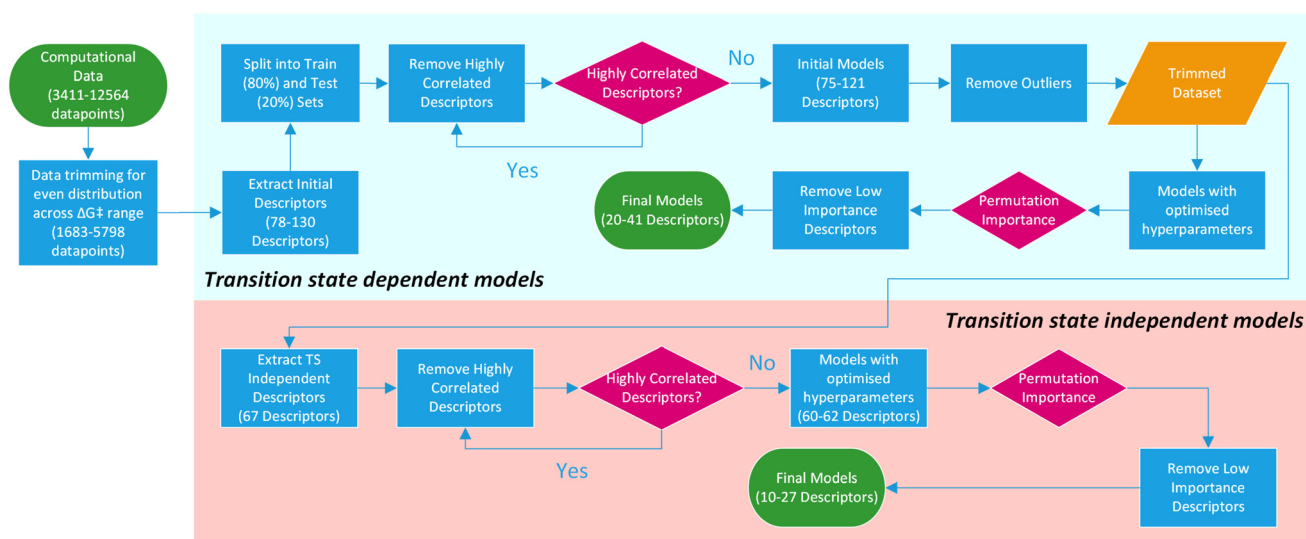 Computational
Data
(3411-12564
datapoints)
Data trimming for
even distribution
across ΔG‡ range
(1683-5798
datapoints)
Extract Initial
Descriptors
(78-130
Descriptors)
Split into Train
(80%) and Test
(20%) Sets
Remove Highly
Correlated
Descriptors
Highly Correlated
Descriptors?
Yes
No
Initial Models
(75-121
Descriptors)
Remove Outliers
Trimmed
Dataset
Models with
optimised
hyperparameters
Permutation
Importance
Remove Low
Importance
Descriptors
Final Models
(20-41 Descriptors)
Transition state dependent models
Transition state independent models
Extract TS
Independent
Descriptors
(67 Descriptors)
Remove Highly
Correlated
Descriptors
Highly Correlated
Descriptors?
Yes
No
Models with
optimised
hyperparameters
(60-62 Descriptors)
Permutation
Importance
Remove Low
Importance
Descriptors
Final Models
(10-27 Descriptors)